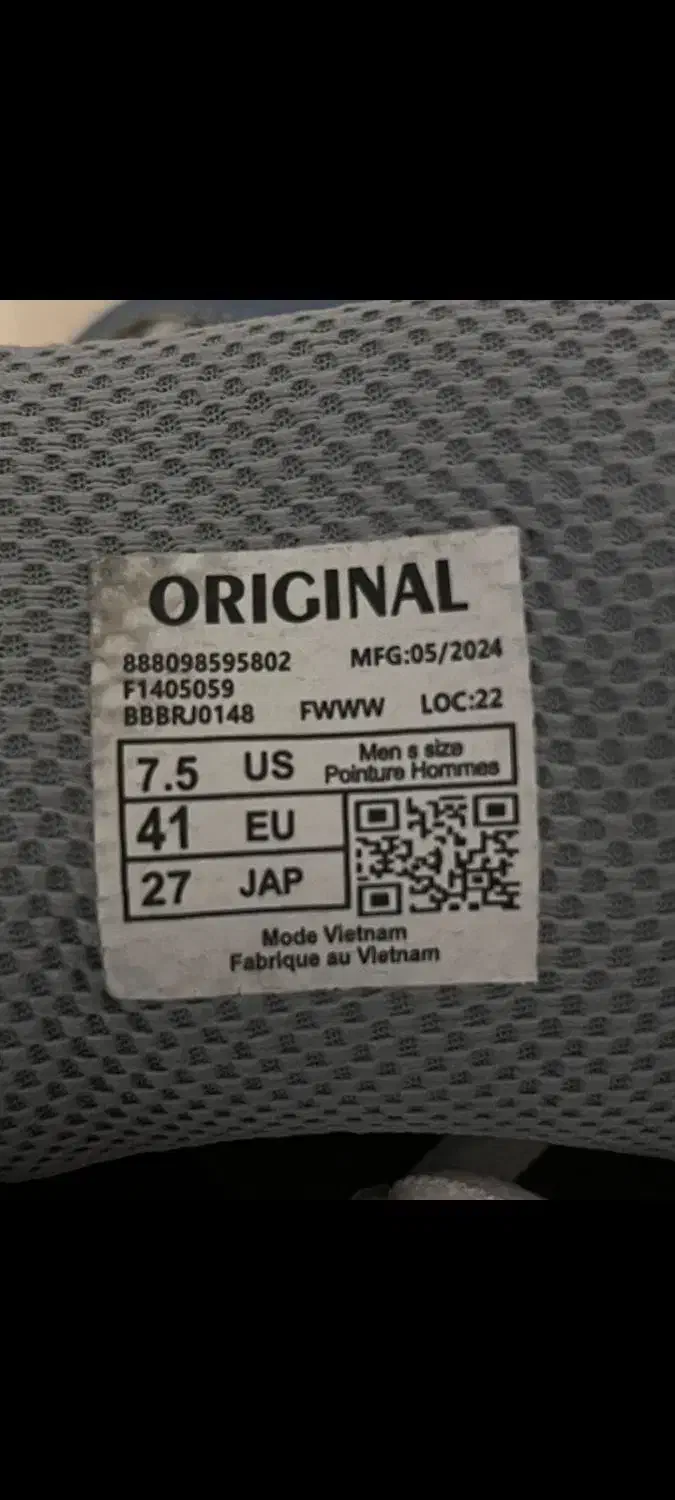 ORIGINAL
888098595802 MFG:05/2024
F1405059
BBBRJ0148 FWWW LOC:22
7.5 US Men s size
Pointure Hommes
41 EU
27 JAP
Mode Vietnam
Fabrique au Vietnam